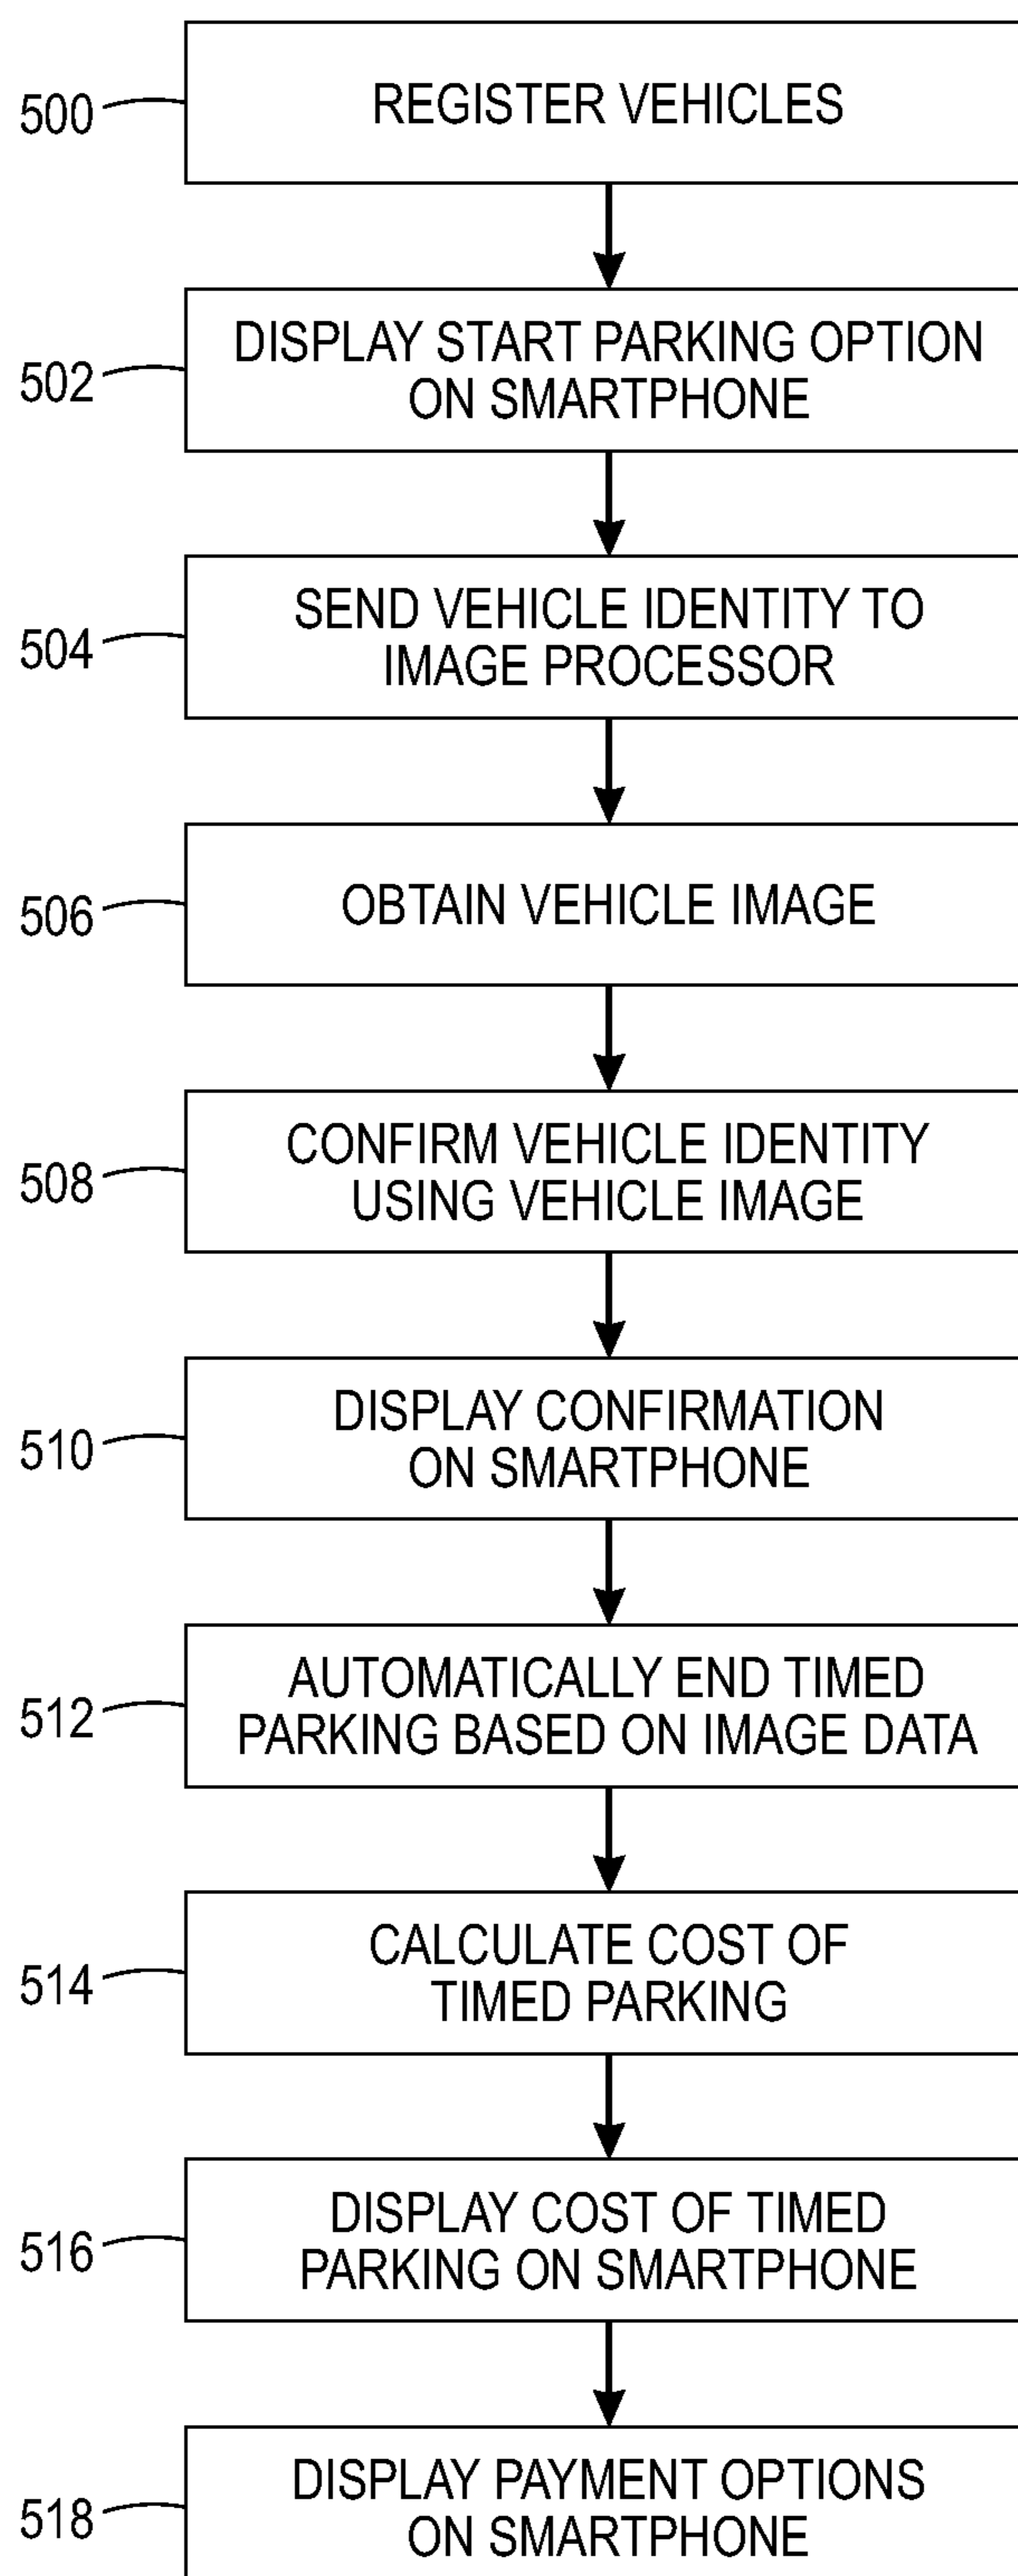 500
REGISTER VEHICLES
502
DISPLAY START PARKING OPTION
ON SMARTPHONE
504
SEND VEHICLE IDENTITY TO
IMAGE PROCESSOR
506
OBTAIN VEHICLE IMAGE
508
CONFIRM VEHICLE IDENTITY
USING VEHICLE IMAGE
510
DISPLAY CONFIRMATION
ON SMARTPHONE
512
AUTOMATICALLY END TIMED
PARKING BASED ON IMAGE DATA
514
CALCULATE COST OF
TIMED PARKING
516
DISPLAY COST OF TIMED
PARKING ON SMARTPHONE
518
DISPLAY PAYMENT OPTIONS
ON SMARTPHONE